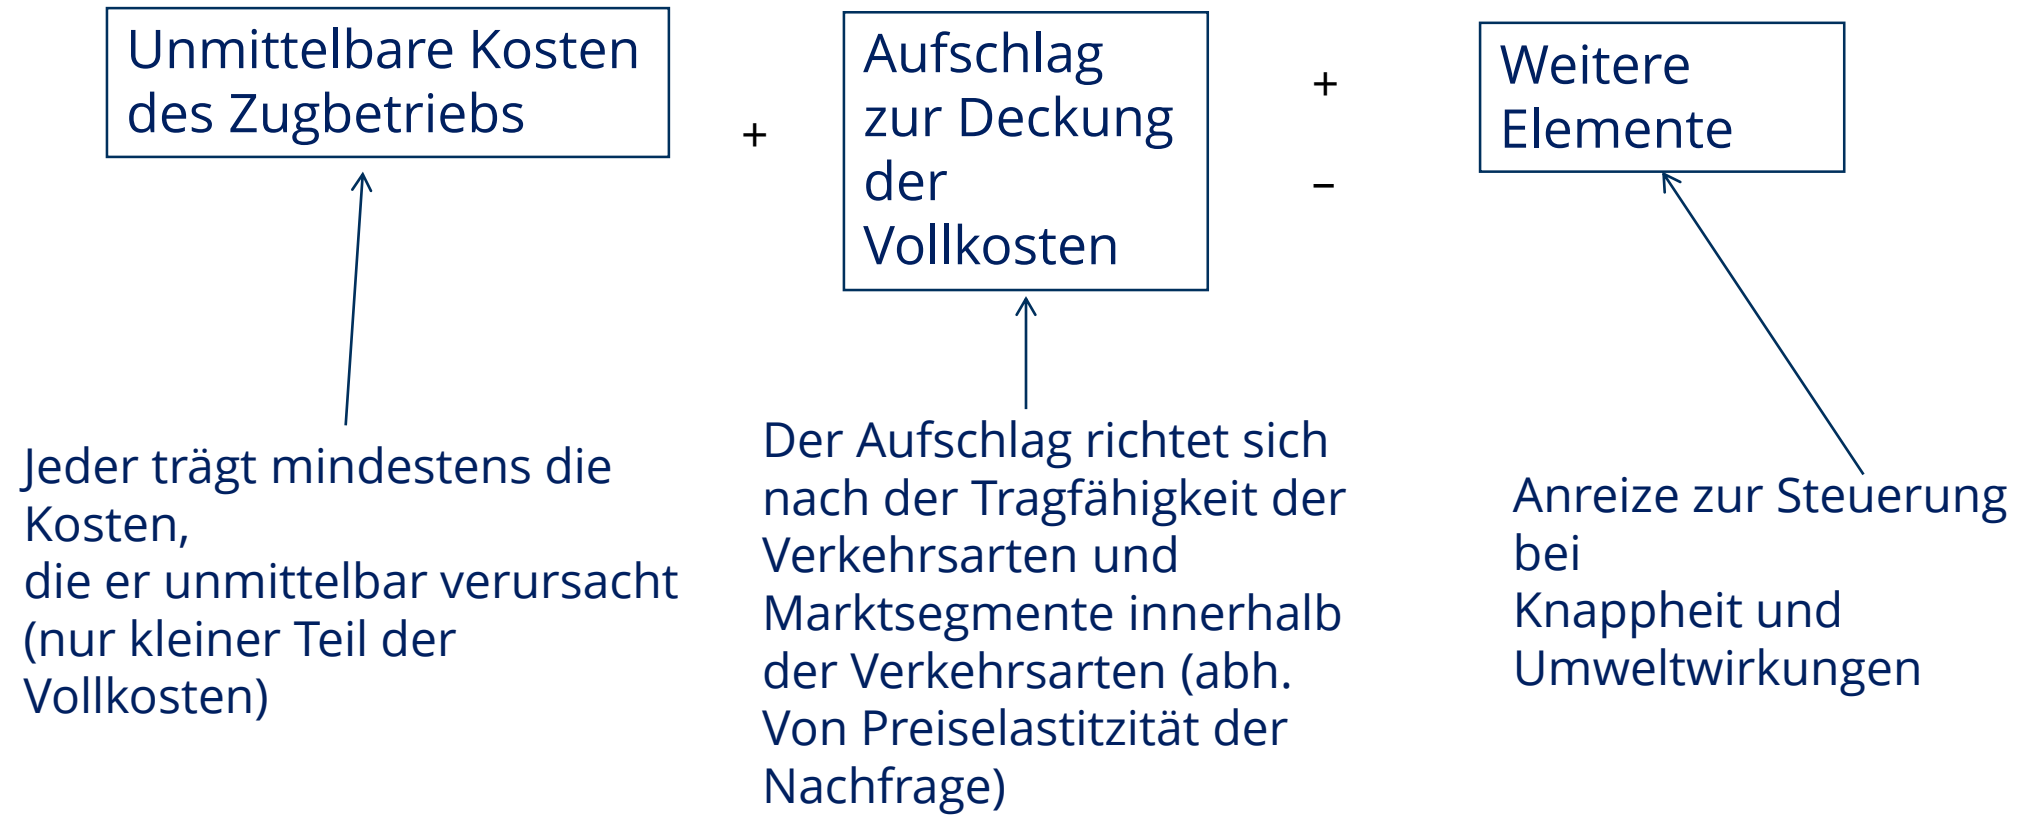 Unmittelbare Kosten
des Zugbetriebs
+
Aufschlag
zur Deckung
der
Vollkosten
+
–
Weitere
Elemente
Jeder trägt mindestens die
Kosten,
die er unmittelbar verursacht
(nur kleiner Teil der
Vollkosten)
Der Aufschlag richtet sich
nach der Tragfähigkeit der
Verkehrsarten und
Marktsegmente innerhalb
der Verkehrsarten (abh.
Von Preiselastitzität der
Nachfrage)
Anreize zur Steuerung
bei
Knappheit und
Umweltwirkungen